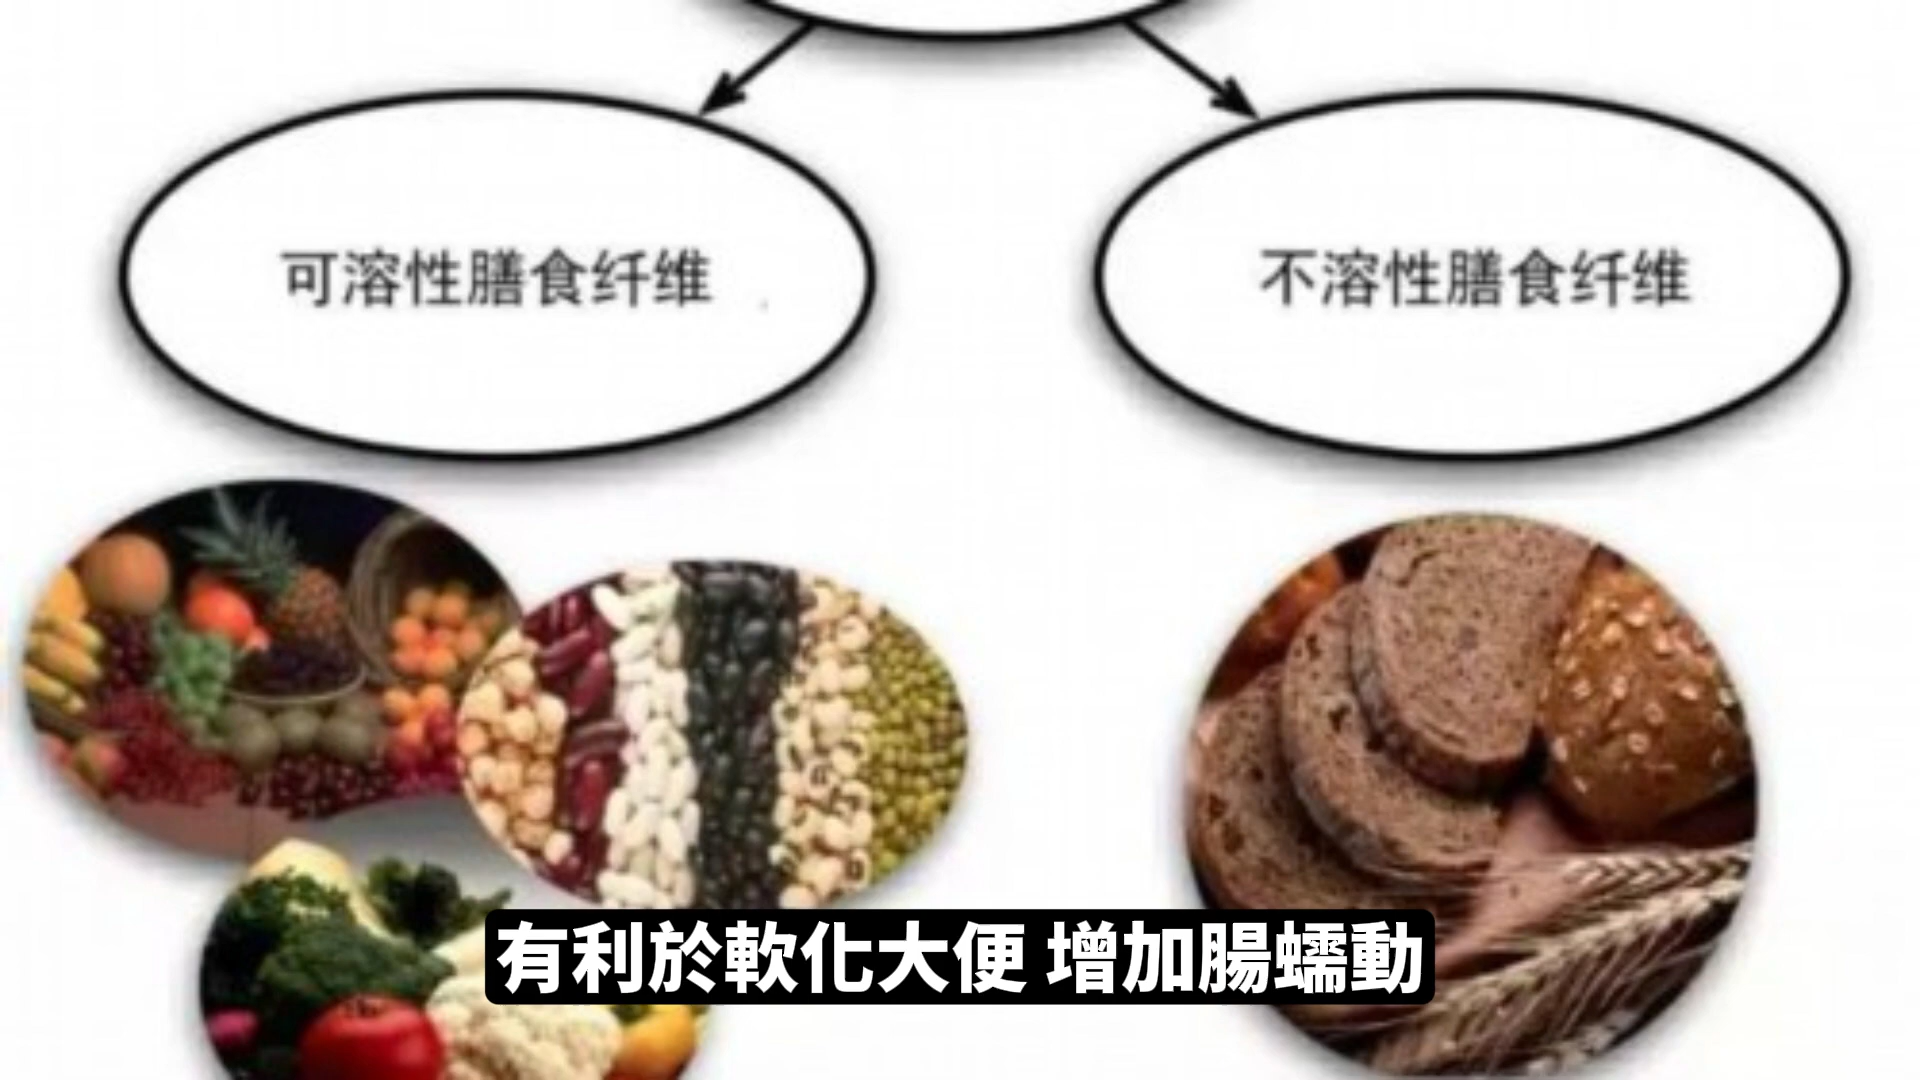 可溶性膳食纤维
不溶性膳食纤维
有利於軟化大便 增加腸蠕動